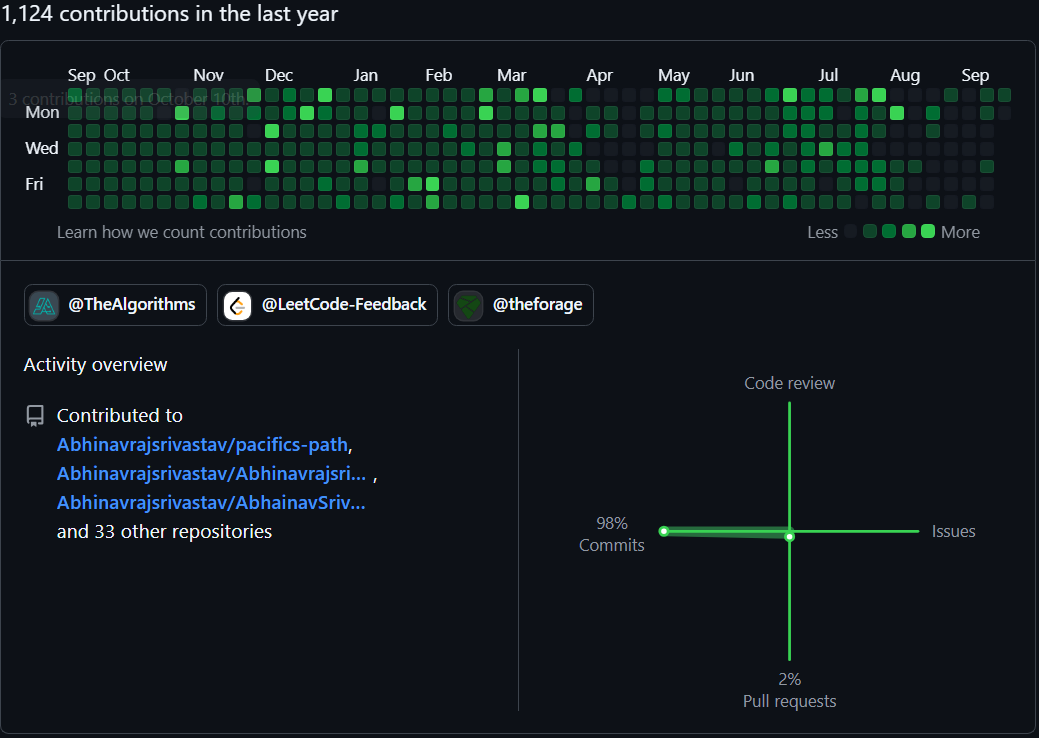 1,124 contributions in the last year
Sep Oct Nov Dec Jan Feb Mar Apr May Jun Jul Aug Sep
3 contributions on October 10th.
Mon
Wed
Fri
Learn how we count contributions
Less More
@TheAlgorithms @LeetCode-Feedback @theforage
Activity overview
Contributed to
Abhinavrajsrivastav/pacifics-path,
Abhinavrajsrivastav/Abhinavrajsri... ,
Abhinavrajsrivastav/AbhainavSriv...
and 33 other repositories
Code review
98%
Commits
Issues
2%
Pull requests